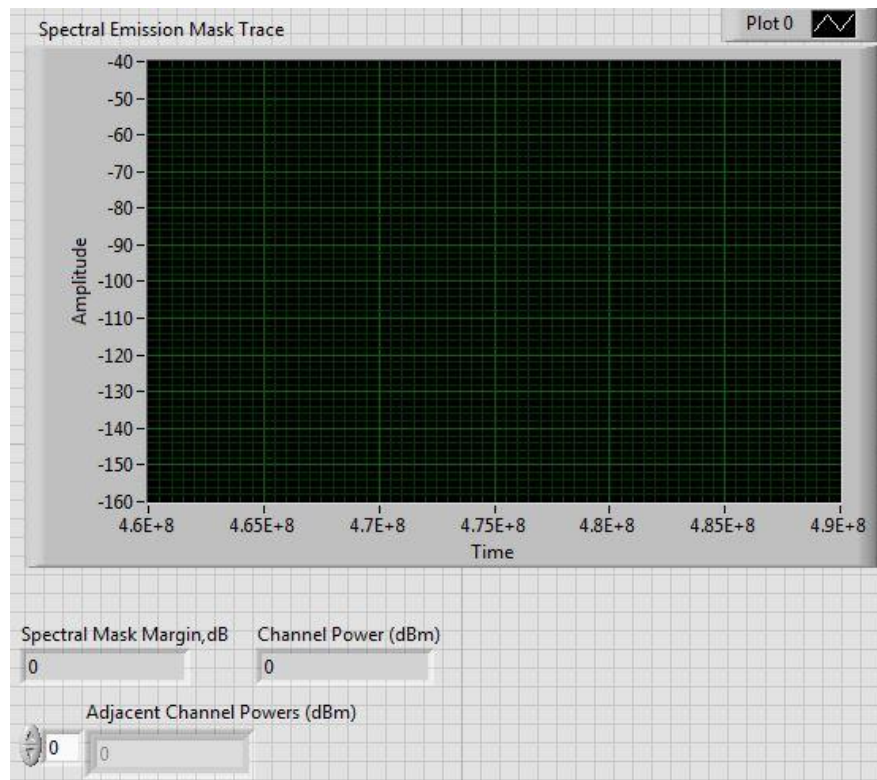 Spectral Emission Mask Trace
Plot 0
-40
-50
-60
-70
-80
-90
-100
-110
-120
-130
-140
-150
-160
Amplitude
4.6E+8 4.65E+8 4.7E+8 4.75E+8 4.8E+8 4.85E+8 4.9E+8
Time
Spectral Mask Margin,dB Channel Power (dBm)
0 0
Adjacent Channel Powers (dBm)
0 0